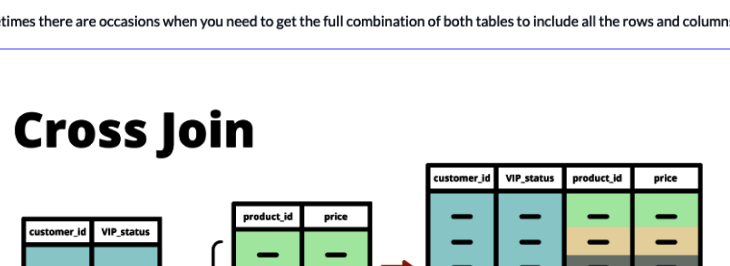 times there are occasions when you need to get the full combination of both tables to include all the rows and column
Cross Join
customer_id VIP_status product_id price
product_id price
customer_id VIP_status